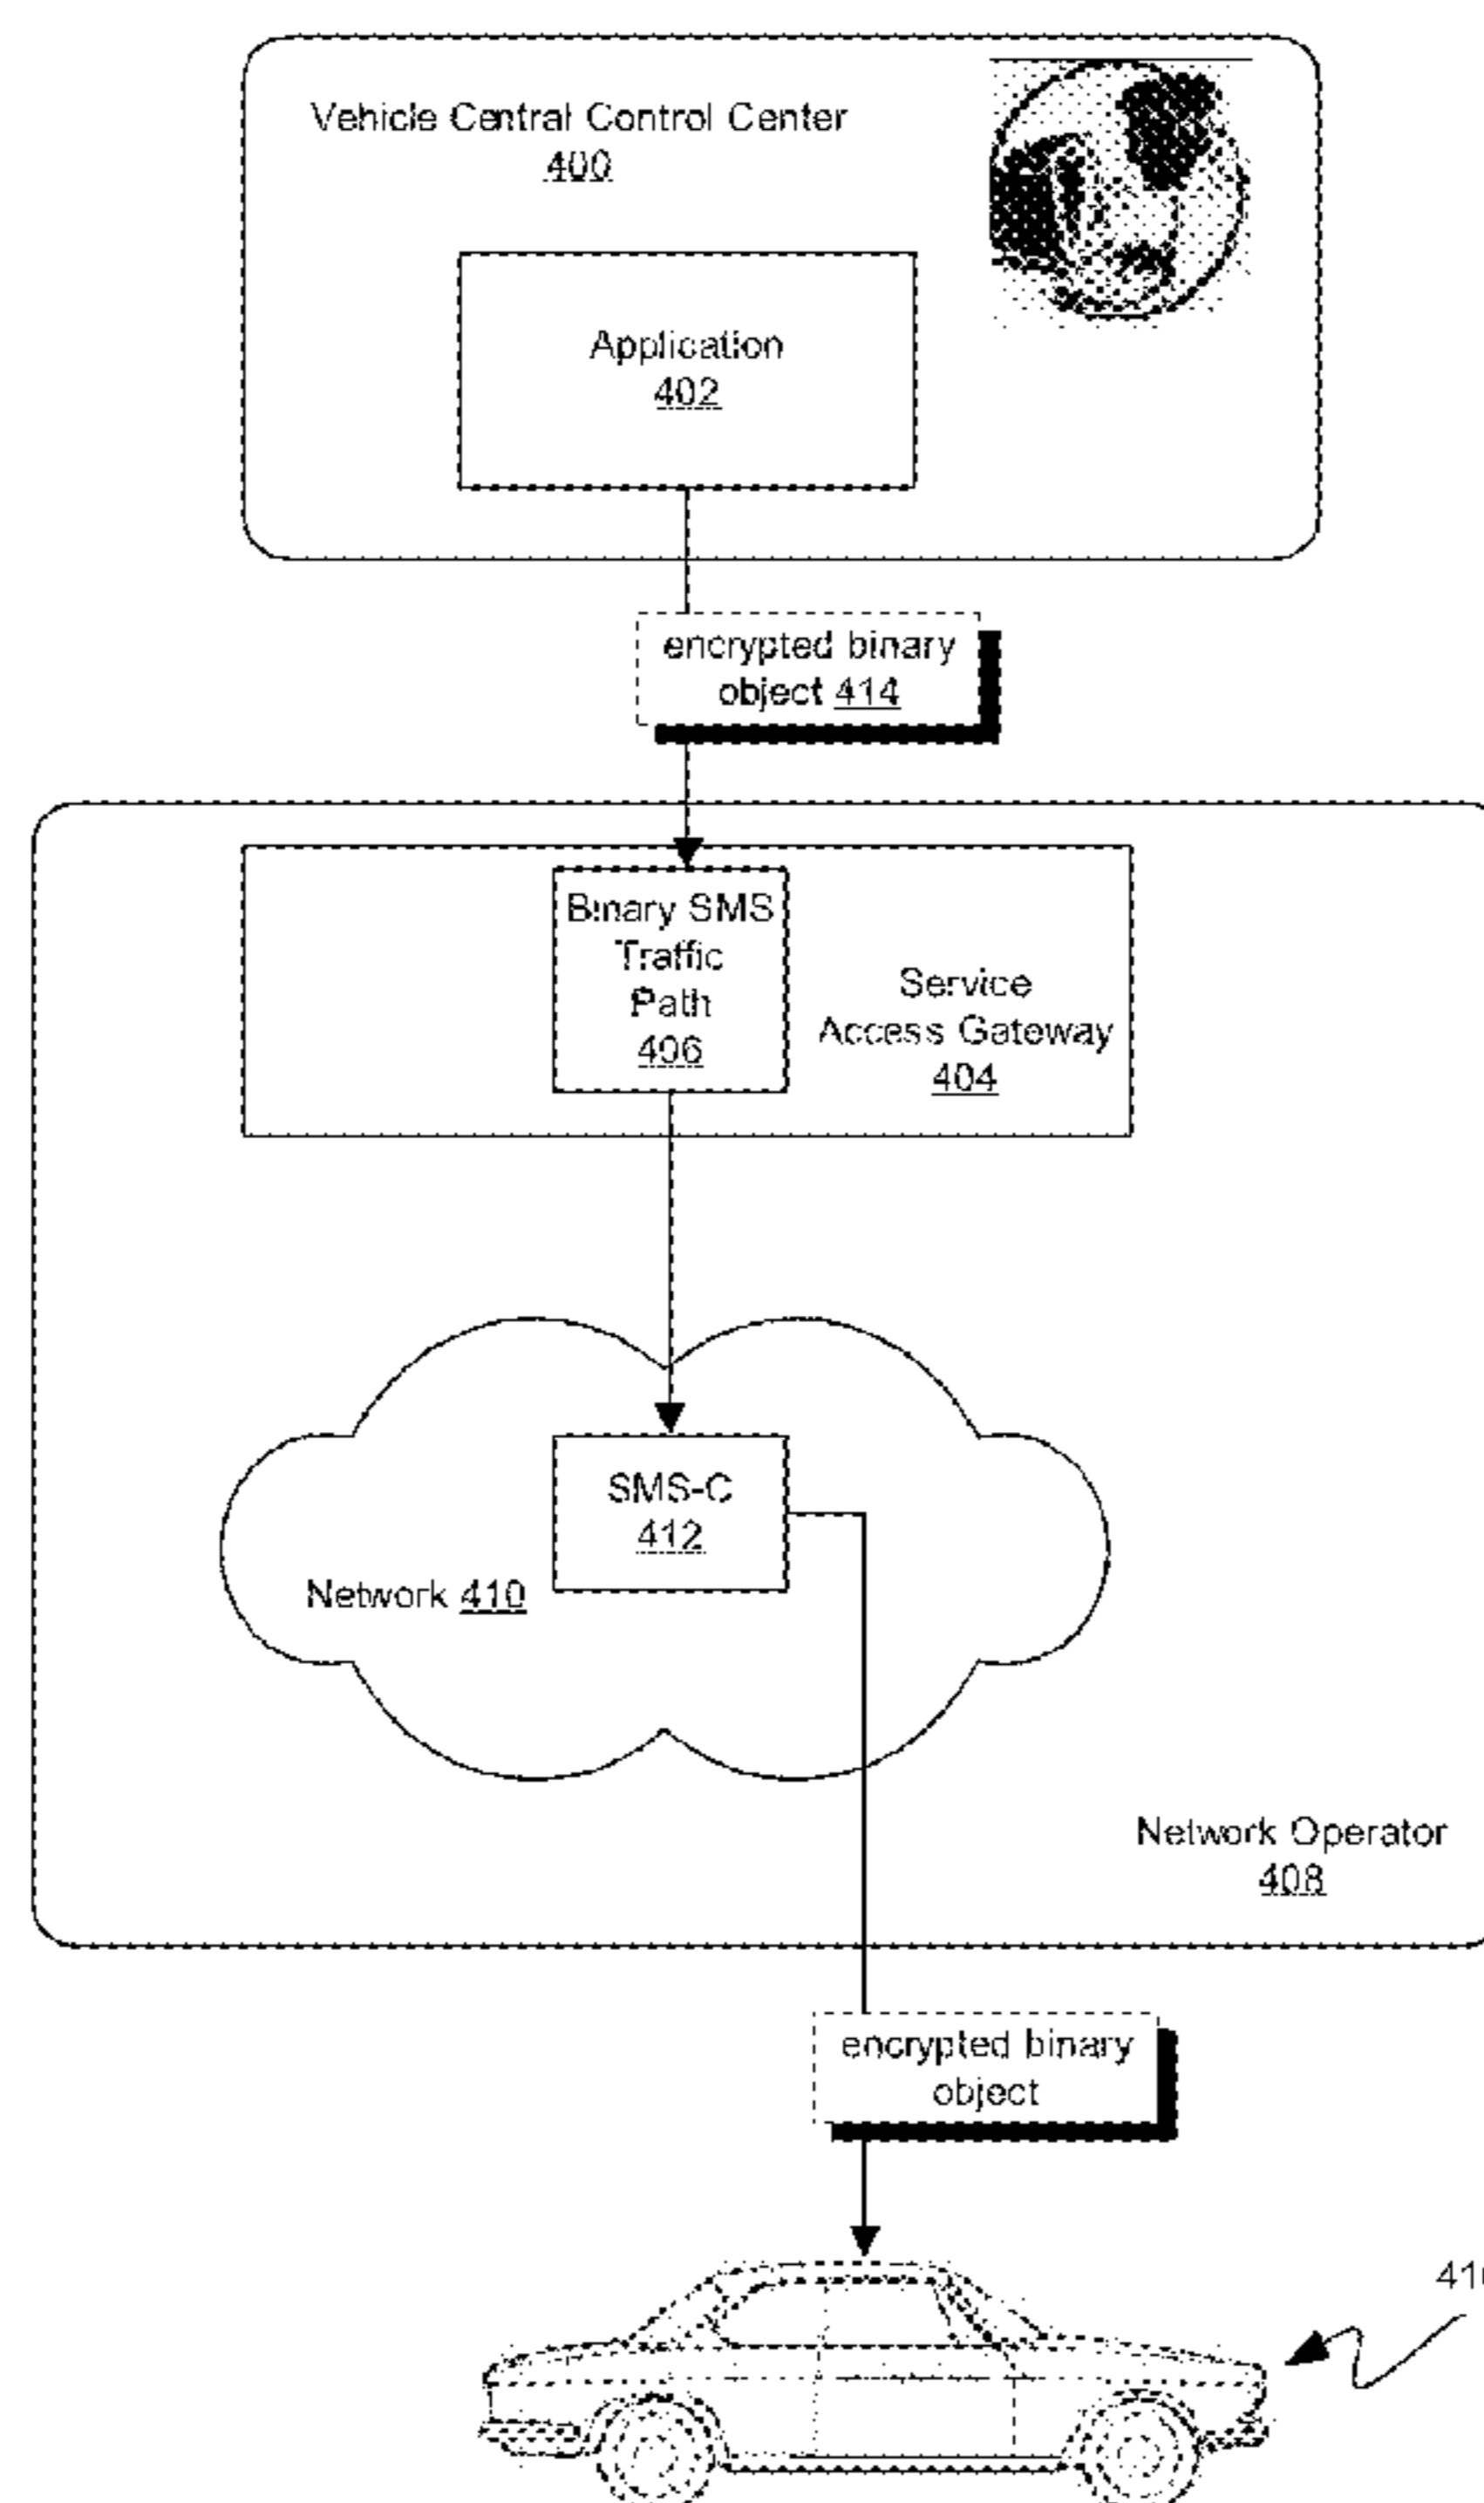 Vehicle Central Control Center
400
Application
402
encrypted binary
object 414
Binary SMS
Traffic
Path
406
Service
Access Gateway
404
SMS-C
412
Network 410
Network Operator
408
encrypted binary
object